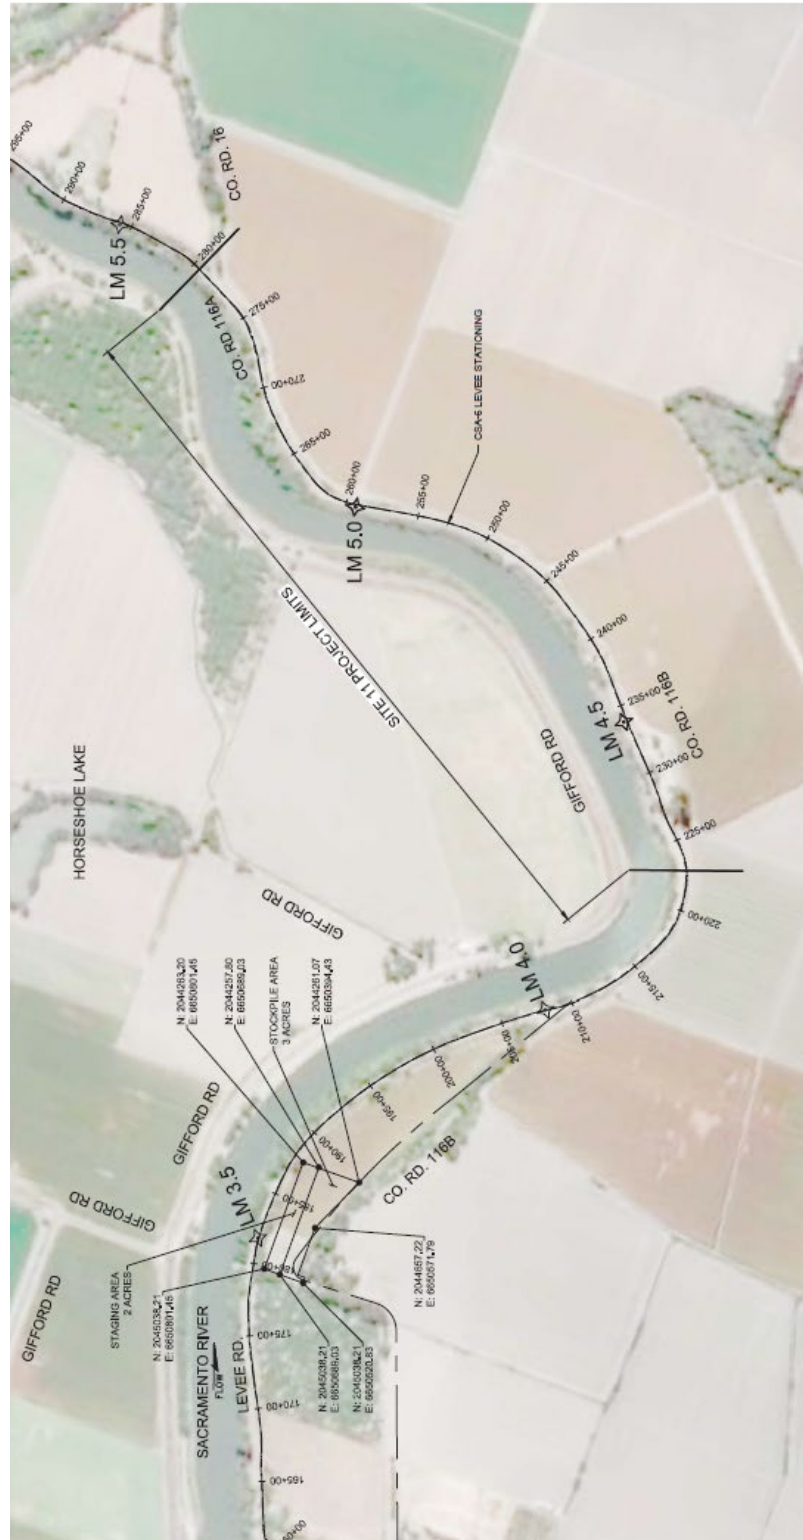 295+00
290+00
LM 5.5
285+00
CO. RD. 16
280+00
CO. RD 116A
275+00
270+00
265+00
260+00
LM 5.0
255+00
CSA-6 LEVEE STATIONING
250+00
245+00
SITE 11 PROJECT LIMITS
240+00
GIFFORD RD
235+00
LM 4.5
CO. RD. 116B
230+00
225+00
220+00
215+00
HORSESHOE LAKE
GIFFORD RD
LM 4.0
210+00
205+00
200+00
195+00
190+00
N: 2044283.20
E: 6650801.45
N: 2044257.80
E: 6650689.03
STOCKPILE AREA
3 ACRES
N: 2044261.07
E: 6650394.43
CO. RD. 116B
GIFFORD RD
LM 3.5
185+00
180+00
GIFFORD RD
GIFFORD RD
STAGING AREA
2 ACRES
N: 2045038.21
E: 6650801.45
N: 2044657.22
E: 6650571.79
SACRAMENTO RIVER
FLOW
LEVEE RD.
N: 2045038.21
E: 6650689.03
N: 2045038.21
E: 6650520.83
175+00
170+00
165+00